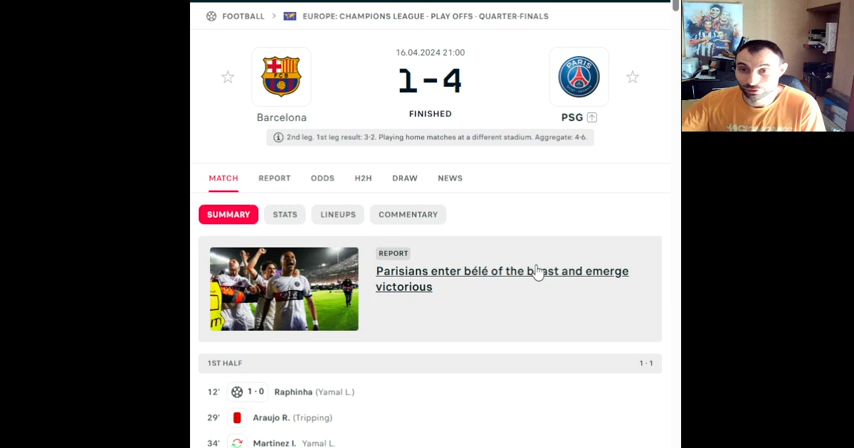 FOOTBALL > EUROPE: CHAMPIONS LEAGUE - PLAY OFFS - QUARTER-FINALS
16.04.2024 21:00
FCB
PARIS
1-4
FINISHED
Barcelona
PSG
2nd leg. 1st leg result: 3-2. Playing home matches at a different stadium. Aggregate: 4-6.
MATCH REPORT ODDS H2H DRAW NEWS
SUMMARY STATS LINEUPS COMMENTARY
REPORT
Parisians enter bélé of the and emerge
victorious
1ST HALF 1 - 1
12' 1 - 0 Raphinha (Yamal L.)
29' Araujo R. (Tripping)
34' Martinez I. Yamal L.